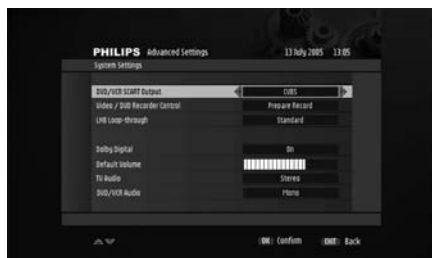 PHILIPS Advanced Settings 13 July 2005 13:05
System Settings
DVD/VCR SCART Output CVBS
Video / DVD Recorder Control Prepare Record
LNB Loop-through Standard
Dolby Digital On
Default Volume
TV Audio Stereo
DVD/VCR Audio Mono
OK Confirm EXIT Back